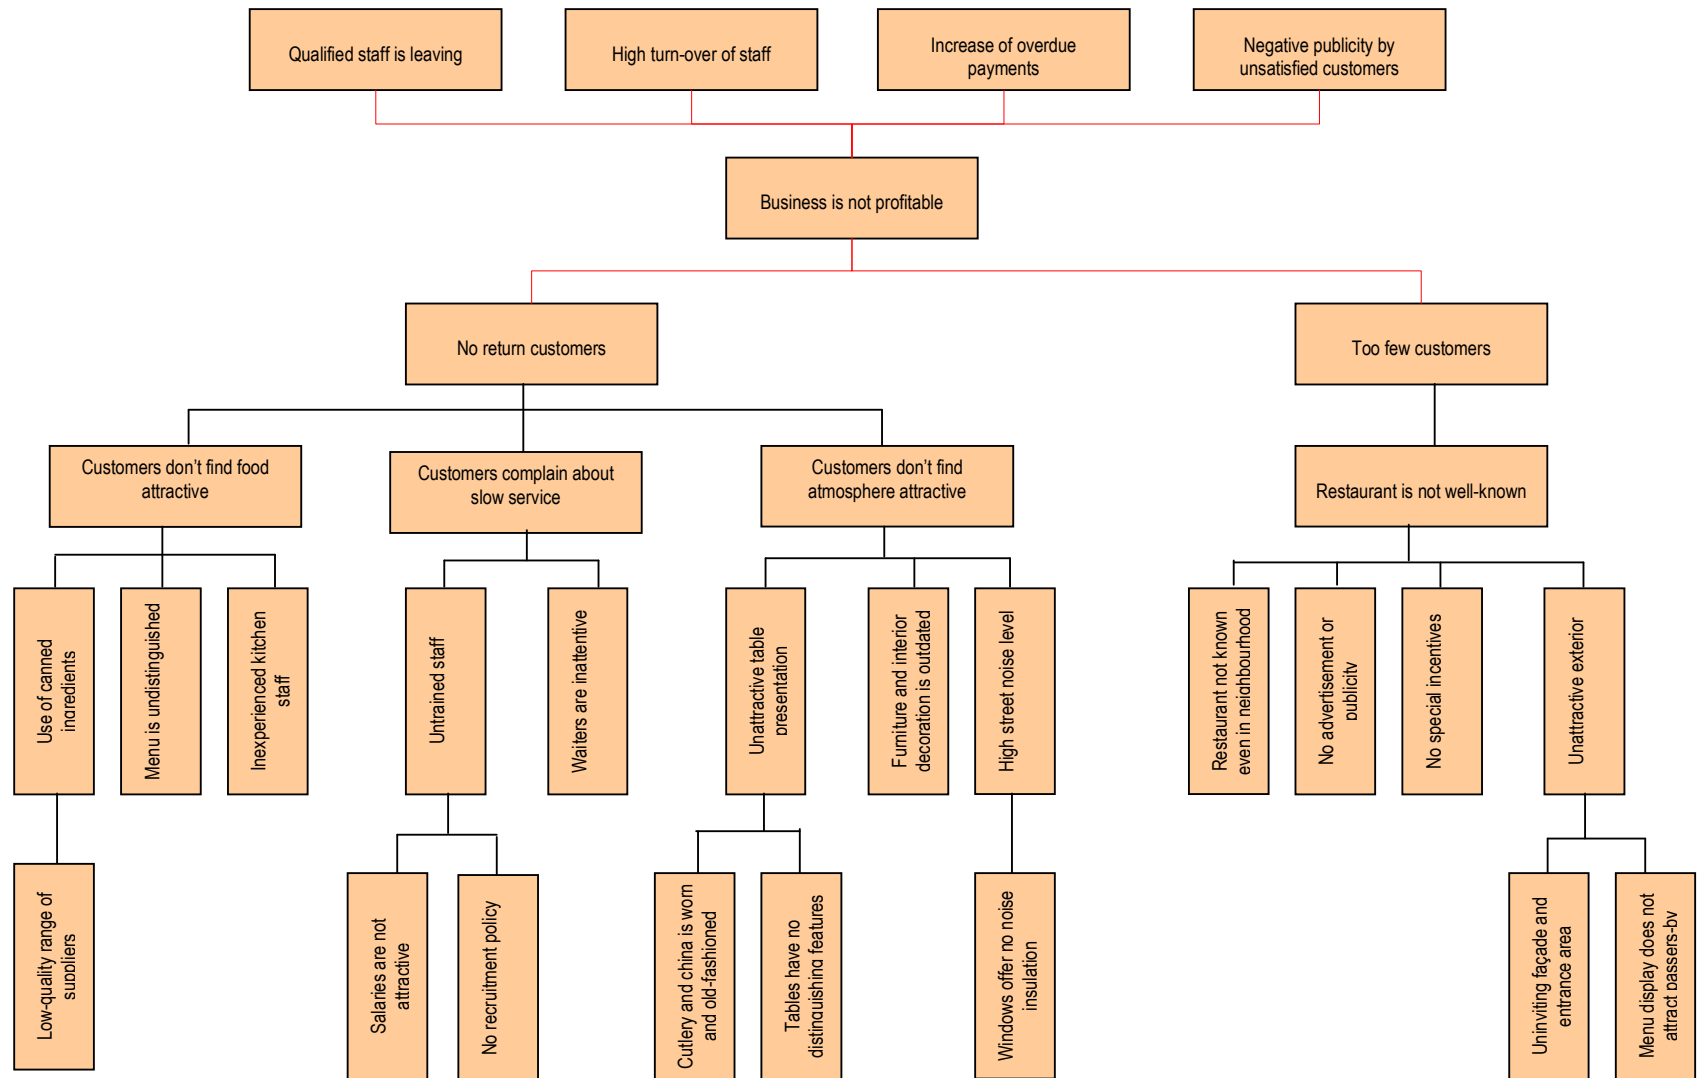 Qualified staff is leaving
High turn-over of staff
Increase of overdue
payments
Negative publicity by
unsatisfied customers
Business is not profitable
No return customers
Too few customers
Customers don't find food
attractive
Customers complain about
slow service
Customers don't find
atmosphere attractive
Restaurant is not well-known
Use of canned
ingredients
Menu is undistinguished
Inexperienced kitchen
staff
Untrained staff
Waiters are inattentive
Unattractive table
presentation
Furniture and interior
decoration is outdated
High street noise level
Restaurant not known
even in neighbourhood
No advertisement or
publicity
No special incentives
Unattractive exterior
Low-quality range of
suppliers
Salaries are not
attractive
No recruitment policy
Cutlery and china is worn
and old-fashioned
Tables have no
distinguishing features
Windows offer no noise
insulation
Uninviting façade and
entrance area
Menu display does not
attract passers-by